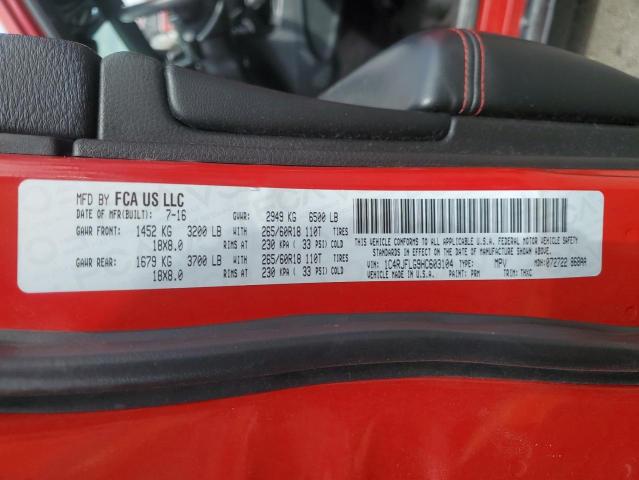 MFD BY FCA US LLC
DATE OF MFR(BUILT): 7-16 GVWR: 2949 KG 6500 LB
GAWR FRONT: 1452 KG 3200 LB WITH 265/60R18 110T TIRES
18X8.0 RIMS AT 230 KPA ( 33 PSI) COLD
GAWR REAR: 1679 KG 3700 LB WITH 265/60R18 110T TIRES
18X8.0 RIMS AT 230 KPA ( 33 PSI) COLD
THIS VEHICLE CONFORMS TO ALL APPLICABLE U.S.A. FEDERAL MOTOR VEHICLE SAFETY
STANDARDS IN EFFECT ON THE DATE OF MANUFACTURE SHOWN ABOVE.
VIN: 1C4RJFLG9HC603104 TYPE: MPV MDH: 072722 868AA
PAINT: PRM TRIM: THXC